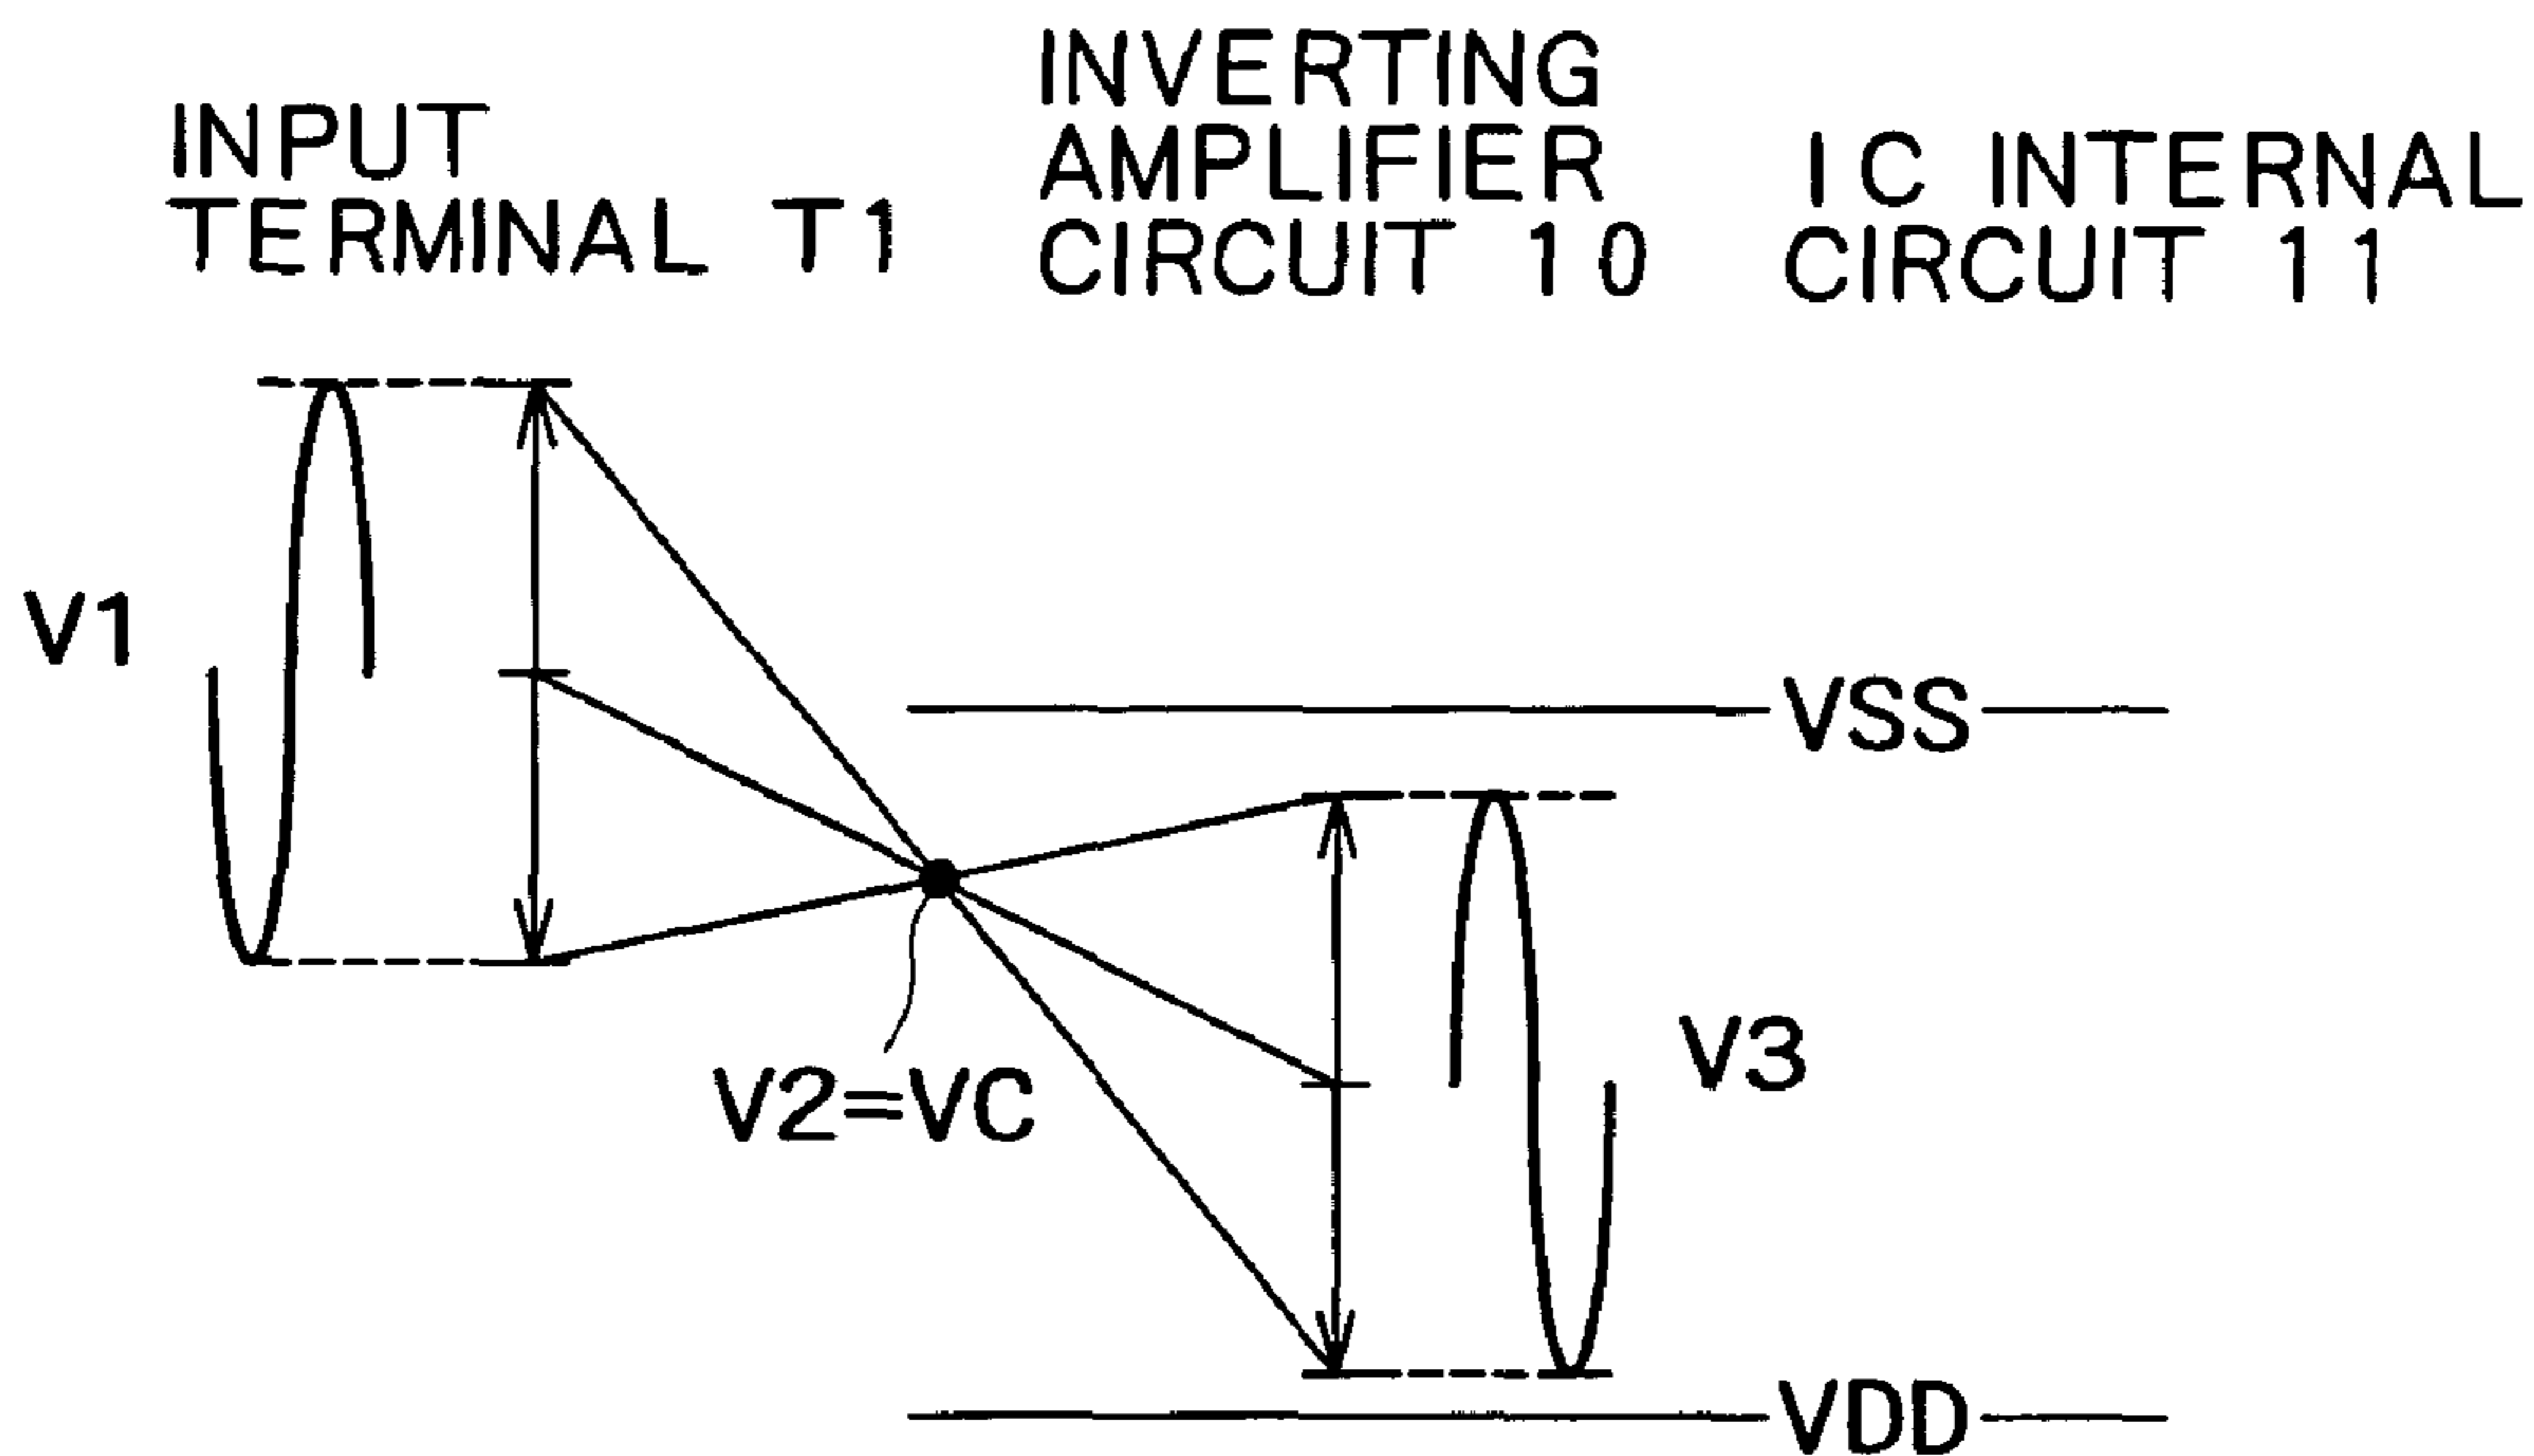 INPUT
TERMINAL T1
INVERTING
AMPLIFIER
CIRCUIT 10
IC INTERNAL
CIRCUIT 11
V1
VSS
V2=VC
V3
VDD